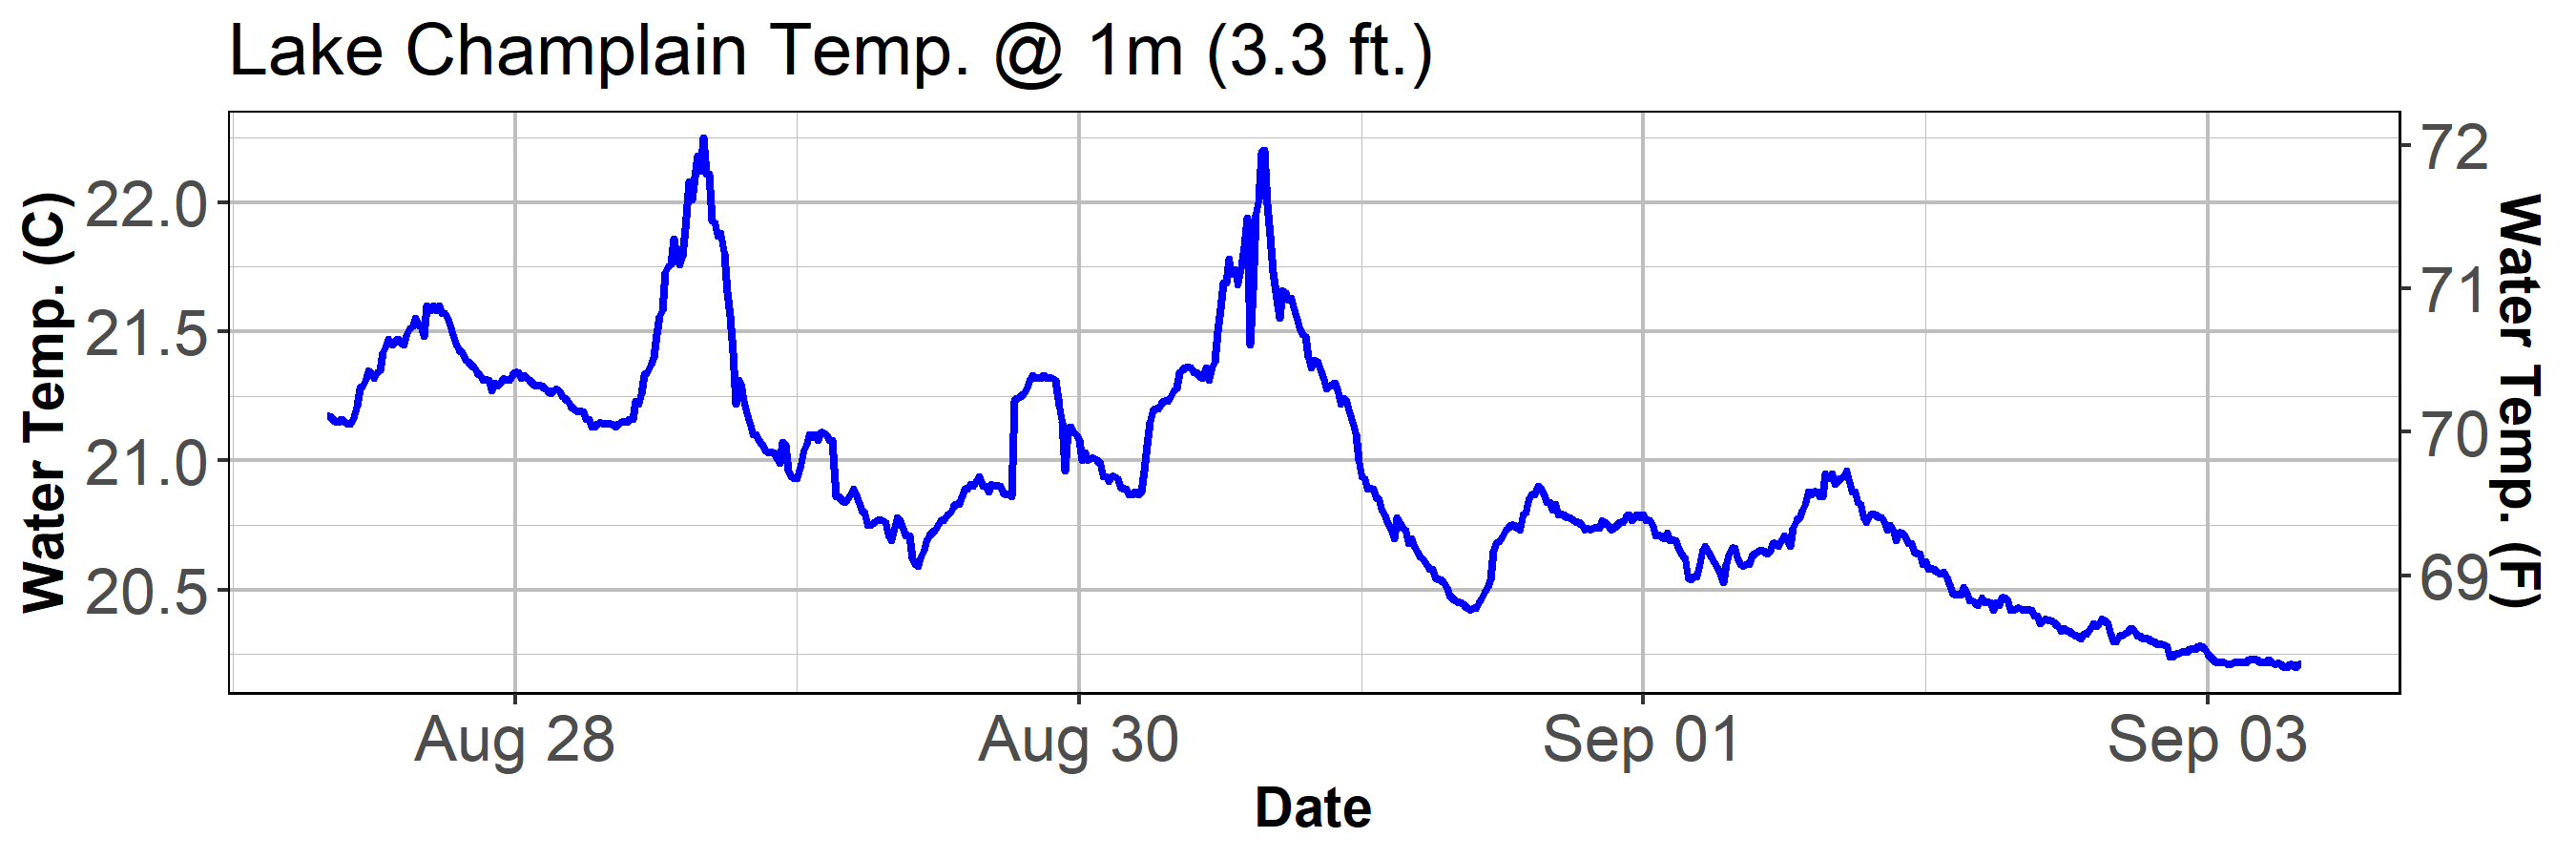 Lake Champlain Temp. @ 1m (3.3 ft.)
Water Temp. (C)
22.0
21.5
21.0
20.5
72
71
70
69
Water Temp. (F)
Aug 28
Aug 30
Sep 01
Sep 03
Date